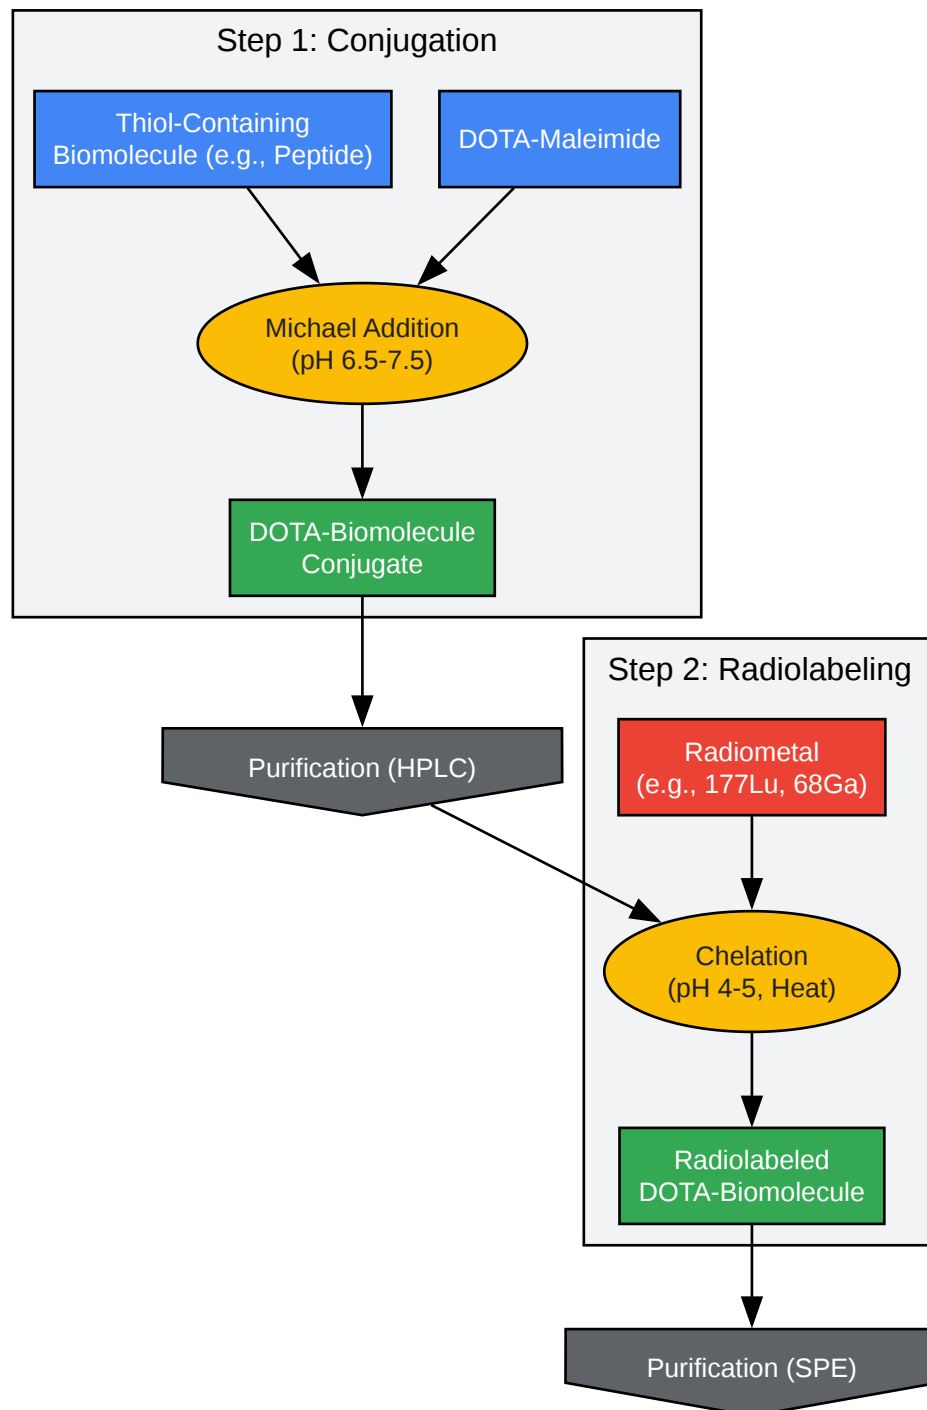 Step 1: Conjugation
Thiol-Containing
Biomolecule (e.g., Peptide)
DOTA-Maleimide
Michael Addition
(pH 6.5-7.5)
DOTA-Biomolecule
Conjugate
Purification (HPLC)
Step 2: Radiolabeling
Radiometal
(e.g., 177Lu, 68Ga)
Chelation
(pH 4-5, Heat)
Radiolabeled
DOTA-Biomolecule
Purification (SPE)